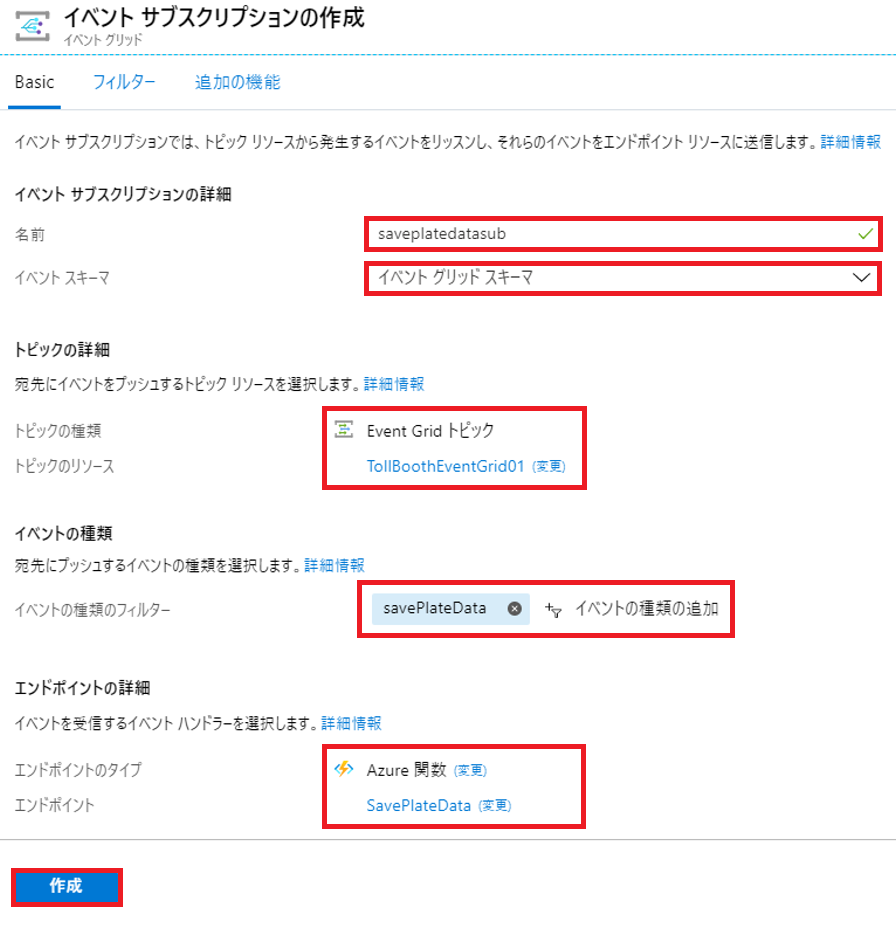 イベント サブスクリプションの作成
イベント グリッド
Basic フィルター 追加の機能
イベント サブスクリプションでは、トピック リソースから発生するイベントをリッスンし、それらのイベントをエンドポイント リソースに送信します。詳細情報
イベント サブスクリプションの詳細
名前 saveplatedatasub
イベント スキーマ イベント グリッド スキーマ
トピックの詳細
宛先にイベントをプッシュするトピック リソースを選択します。詳細情報
トピックの種類 Event Grid トピック
トピックのリソース TollBoothEventGrid01 (変更)
イベントの種類
宛先にプッシュするイベントの種類を選択します。詳細情報
イベントの種類のフィルター savePlateData イベントの種類の追加
エンドポイントの詳細
イベントを受信するイベント ハンドラーを選択します。詳細情報
エンドポイントのタイプ Azure 関数 (変更)
エンドポイント SavePlateData (変更)
作成